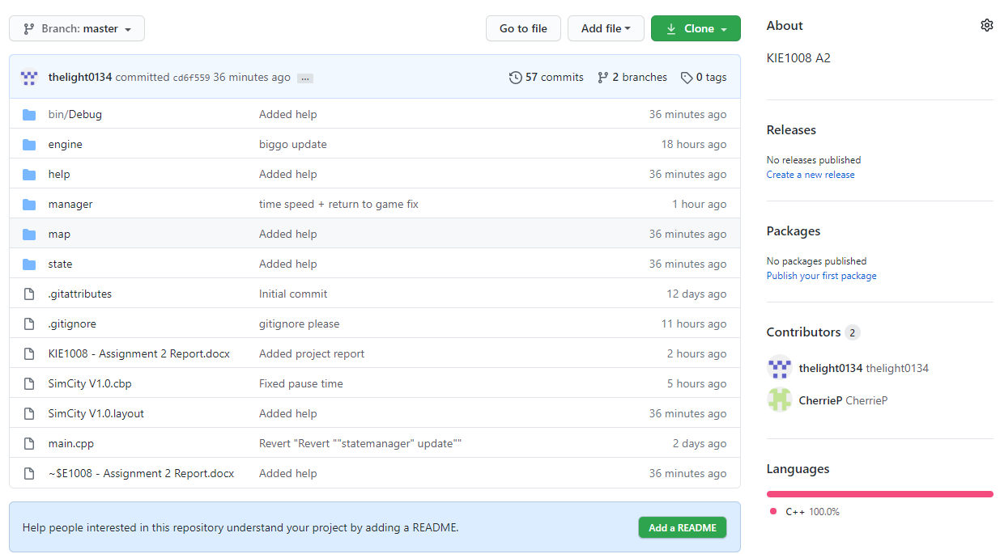 Branch: master
Go to file
Add file
Clone
thelight0134 committed cd6f559 36 minutes ago ...
57 commits
2 branches
0 tags
bin/Debug Added help 36 minutes ago
engine biggo update 18 hours ago
help Added help 36 minutes ago
manager time speed + return to game fix 1 hour ago
map Added help 36 minutes ago
state Added help 36 minutes ago
.gitattributes Initial commit 12 days ago
.gitignore gitignore please 11 hours ago
KIE1008 - Assignment 2 Report.docx Added project report 2 hours ago
SimCity V1.0.cbp Fixed pause time 5 hours ago
SimCity V1.0.layout Added help 36 minutes ago
main.cpp Revert "Revert ""statemanager" update"" 2 days ago
~$E1008 - Assignment 2 Report.docx Added help 36 minutes ago
Help people interested in this repository understand your project by adding a README.
Add a README
About
KIE1008 A2
Releases
No releases published
Create a new release
Packages
No packages published
Publish your first package
Contributors 2
thelight0134 thelight0134
CherrieP CherrieP
Languages
C++ 100.0%